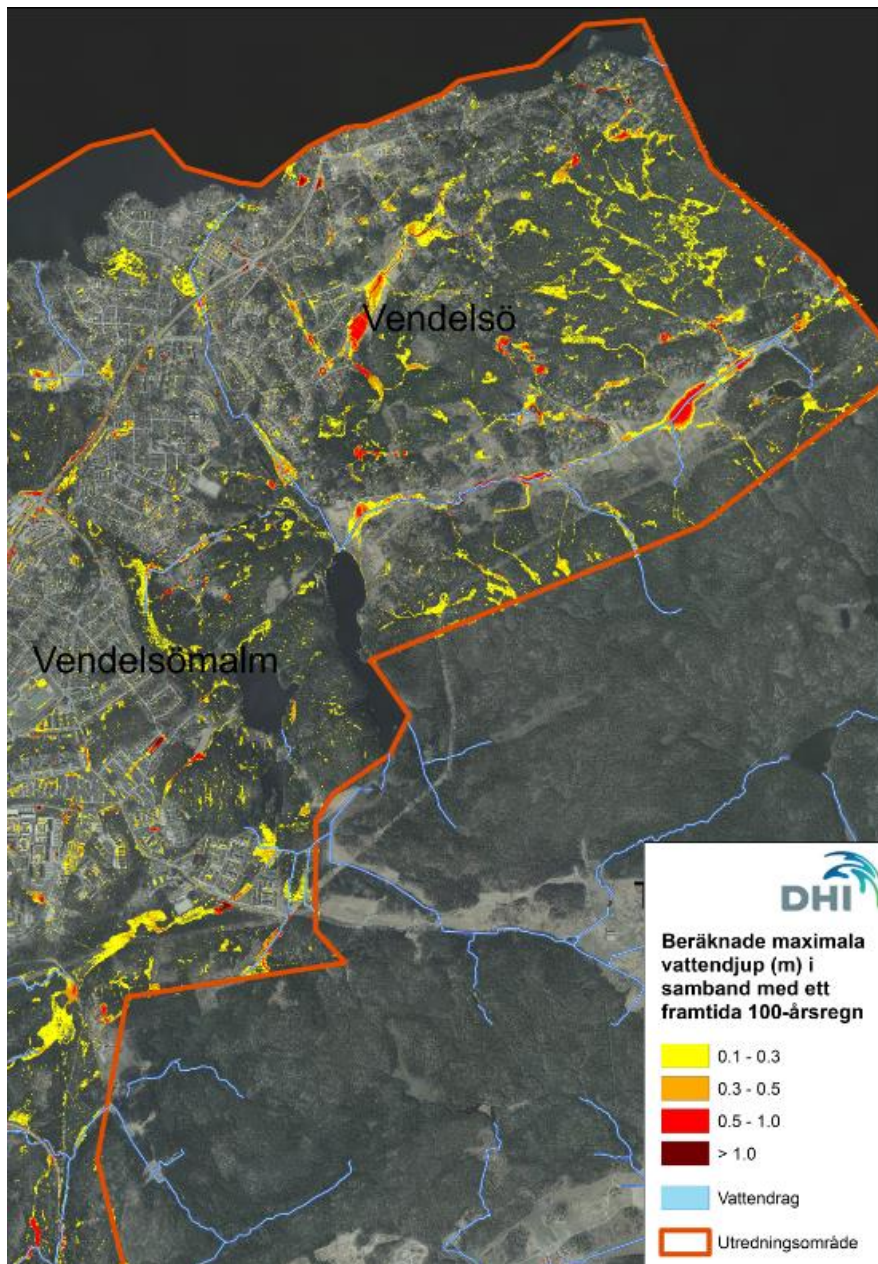 Vendelsö
Vendelsömalm
T
DHI
Beräknade maximala
vattendjup (m) i
samband med ett
framtida 100-årsregn
0.1 - 0.3
0.3 - 0.5
0.5 - 1.0
> 1.0
Vattendrag
Utredningsområde